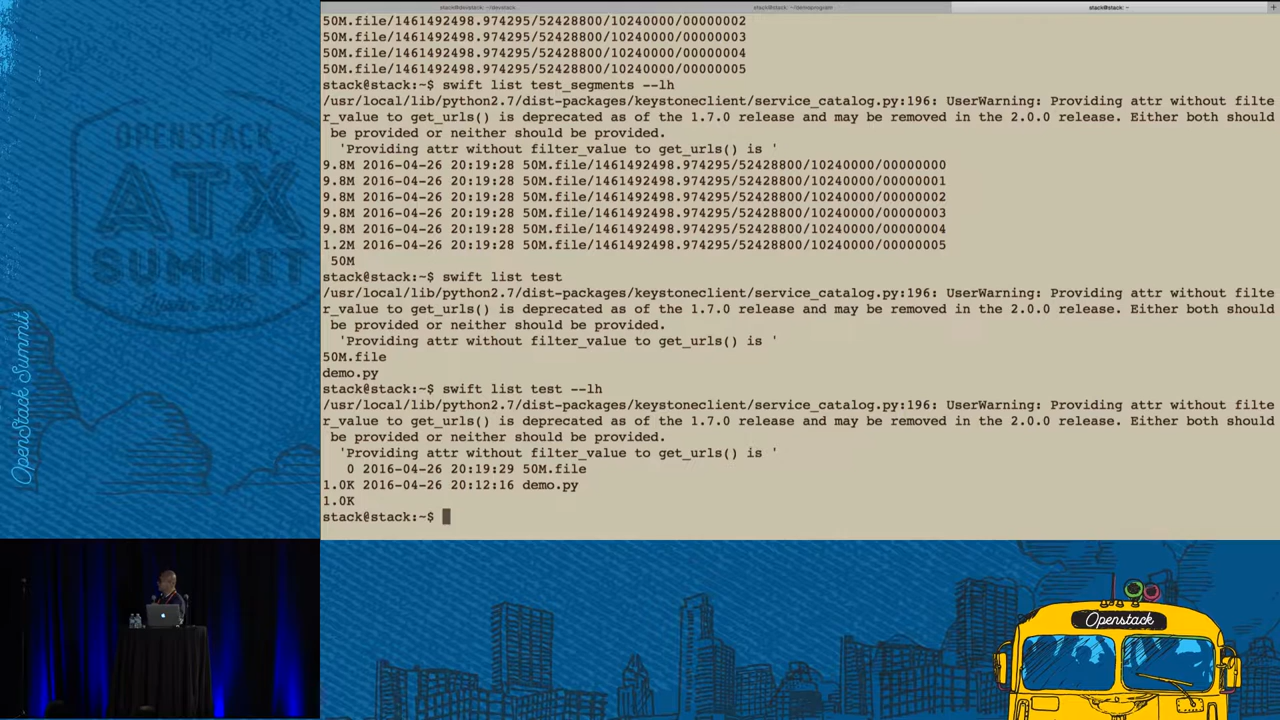 stack@devstack: ~/devstack
stack@stack: ~/demoprogram
stack@stack: ~
50M.file/1461492498.974295/52428800/10240000/00000002
50M.file/1461492498.974295/52428800/10240000/00000003
50M.file/1461492498.974295/52428800/10240000/00000004
50M.file/1461492498.974295/52428800/10240000/00000005
stack@stack:~$ swift list test_segments --lh
/usr/local/lib/python2.7/dist-packages/keystoneclient/service_catalog.py:196: UserWarning: Providing attr without filte
r_value to get_urls() is deprecated as of the 1.7.0 release and may be removed in the 2.0.0 release. Either both should
be provided or neither should be provided.
'Providing attr without filter_value to get_urls() is '
9.8M 2016-04-26 20:19:28 50M.file/1461492498.974295/52428800/10240000/00000000
9.8M 2016-04-26 20:19:28 50M.file/1461492498.974295/52428800/10240000/00000001
9.8M 2016-04-26 20:19:28 50M.file/1461492498.974295/52428800/10240000/00000002
9.8M 2016-04-26 20:19:28 50M.file/1461492498.974295/52428800/10240000/00000003
9.8M 2016-04-26 20:19:28 50M.file/1461492498.974295/52428800/10240000/00000004
1.2M 2016-04-26 20:19:28 50M.file/1461492498.974295/52428800/10240000/00000005
50M
stack@stack:~$ swift list test
/usr/local/lib/python2.7/dist-packages/keystoneclient/service_catalog.py:196: UserWarning: Providing attr without filte
r_value to get_urls() is deprecated as of the 1.7.0 release and may be removed in the 2.0.0 release. Either both should
be provided or neither should be provided.
'Providing attr without filter_value to get_urls() is '
50M.file
demo.py
stack@stack:~$ swift list test --lh
/usr/local/lib/python2.7/dist-packages/keystoneclient/service_catalog.py:196: UserWarning: Providing attr without filte
r_value to get_urls() is deprecated as of the 1.7.0 release and may be removed in the 2.0.0 release. Either both should
be provided or neither should be provided.
'Providing attr without filter_value to get_urls() is '
0 2016-04-26 20:19:29 50M.file
1.0K 2016-04-26 20:12:16 demo.py
1.0K
stack@stack:~$
OPENSTACK
ATX
SUMMIT
OpenStack Summit
Openstack